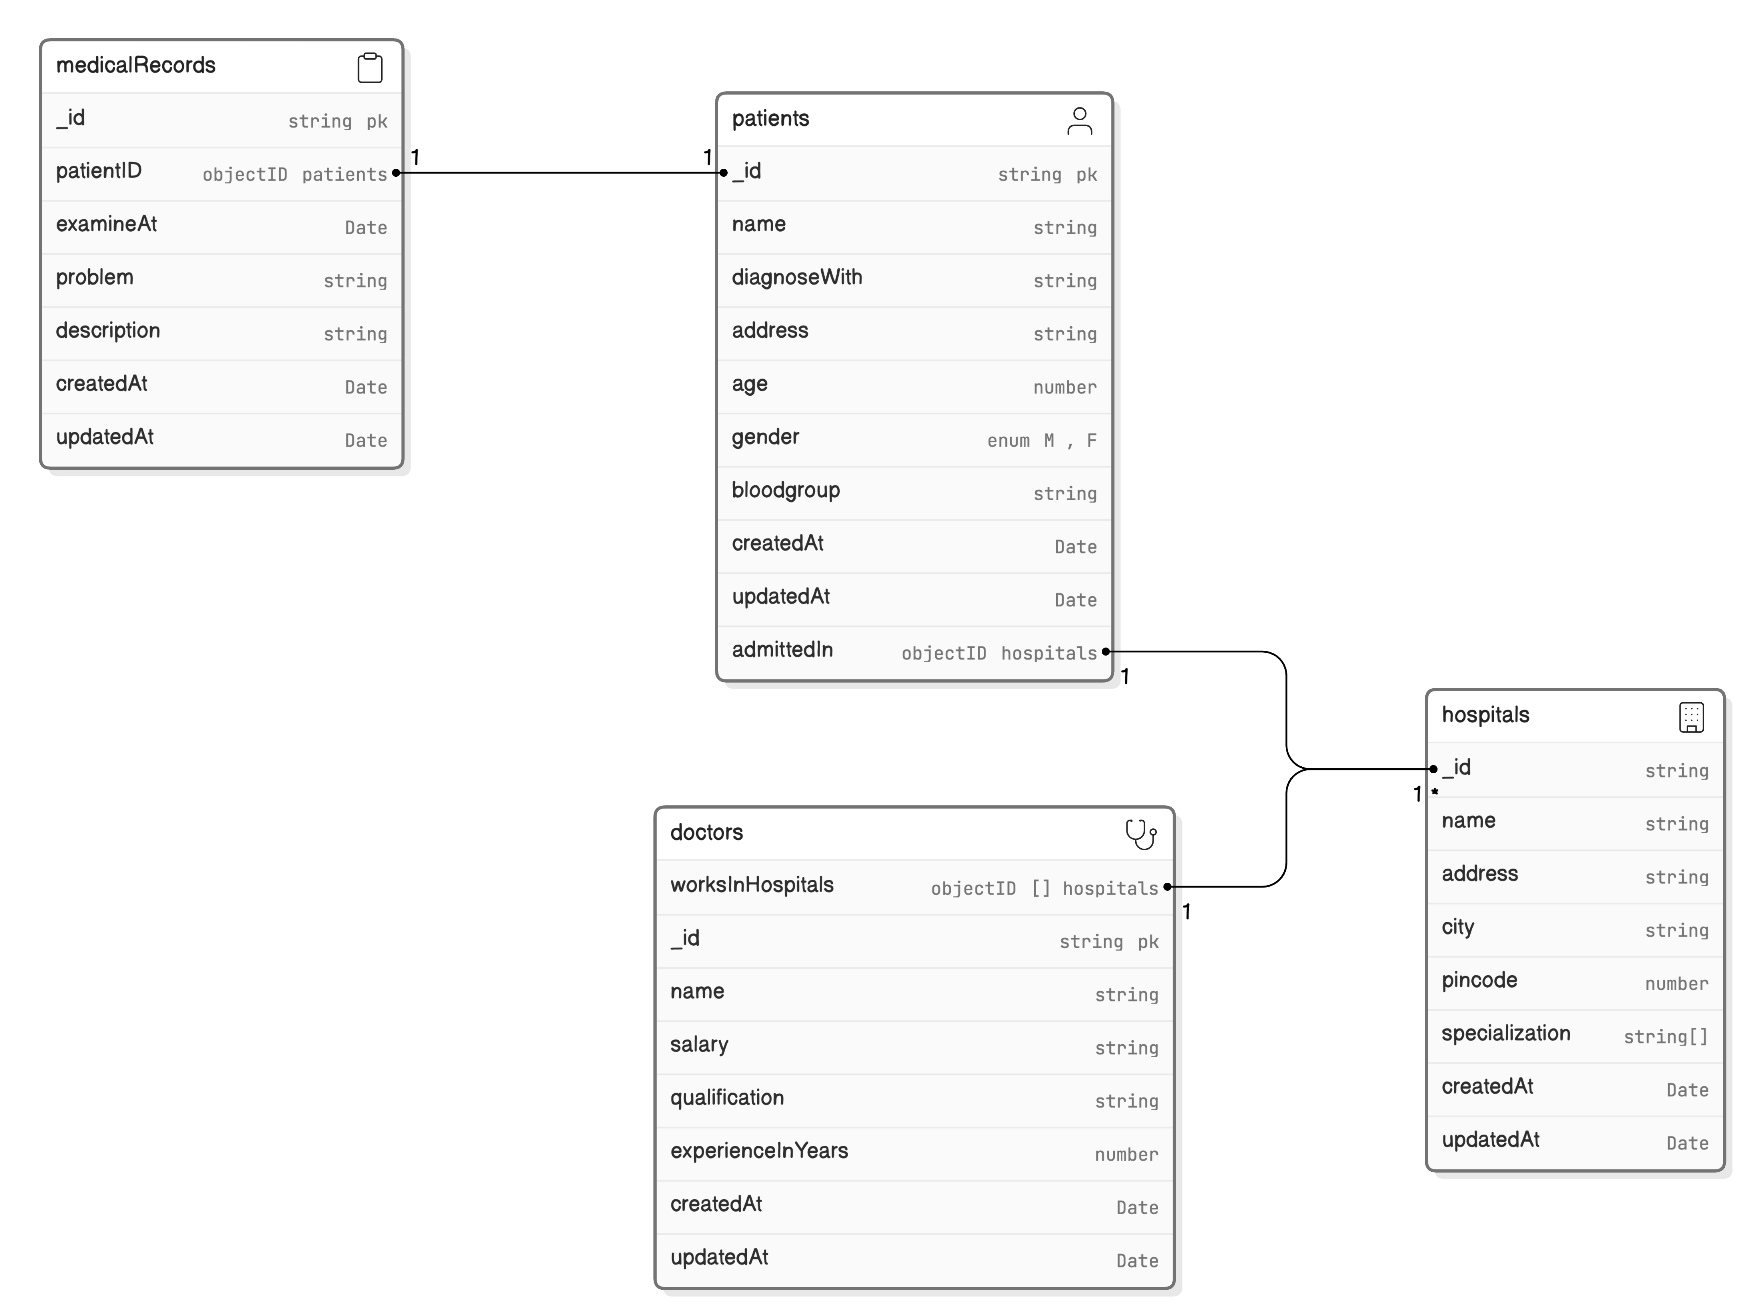 medicalRecords
_id string pk
patientID objectID patients
examineAt Date
problem string
description string
createdAt Date
updatedAt Date
1 1
patients
_id string pk
name string
diagnoseWith string
address string
age number
gender enum M , F
bloodgroup string
createdAt Date
updatedAt Date
admittedIn objectID hospitals
1
doctors
worksInHospitals objectID [] hospitals
1
_id string pk
name string
salary string
qualification string
experienceInYears number
createdAt Date
updatedAt Date
hospitals
_id string
1 *
name string
address string
city string
pincode number
specialization string[]
createdAt Date
updatedAt Date